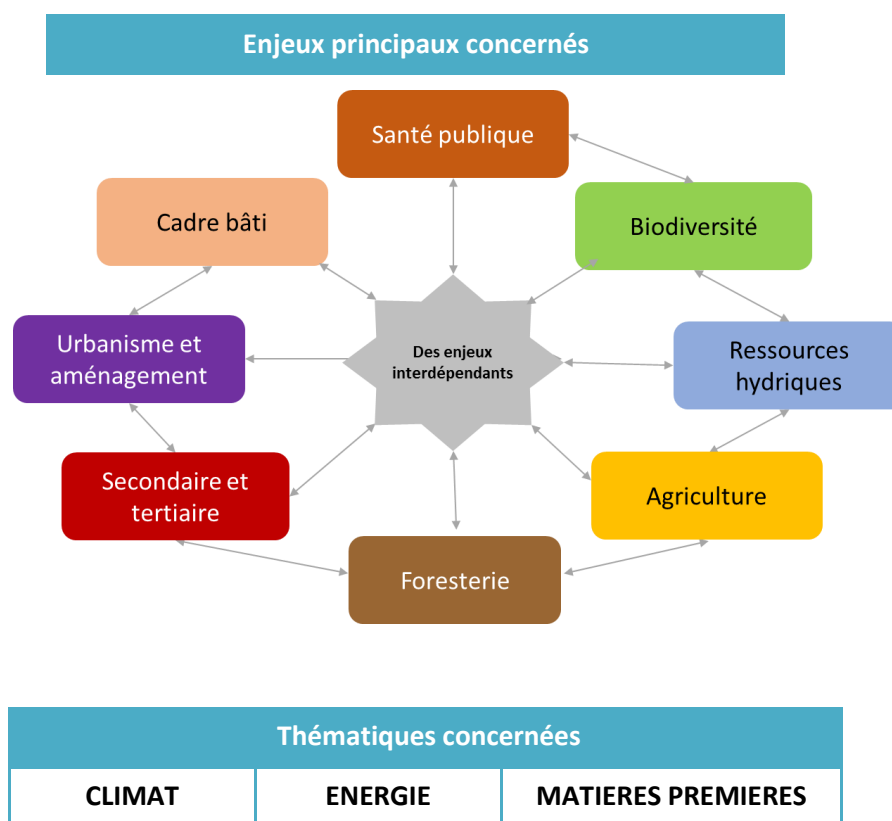 Enjeux principaux concernés
Santé publique
Cadre bâti
Biodiversité
Urbanisme et
aménagement
Des enjeux
interdépendants
Ressources
hydriques
Secondaire et
tertiaire
Agriculture
Foresterie
Thématiques concernées
CLIMAT
ENERGIE
MATIERES PREMIERES